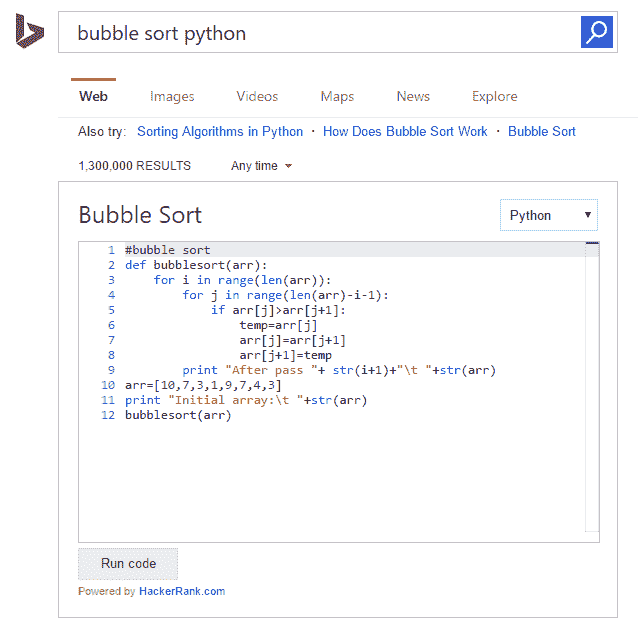 bubble sort python
Web Images Videos Maps News Explore
Also try: Sorting Algorithms in Python · How Does Bubble Sort Work · Bubble Sort
1,300,000 RESULTS Any time
Bubble Sort Python
1 #bubble sort
2 def bubblesort(arr):
3     for i in range(len(arr)):
4         for j in range(len(arr)-i-1):
5             if arr[j]>arr[j+1]:
6                 temp=arr[j]
7                 arr[j]=arr[j+1]
8                 arr[j+1]=temp
9         print "After pass "+ str(i+1)+"\t "+str(arr)
10 arr=[10,7,3,1,9,7,4,3]
11 print "Initial array:\t "+str(arr)
12 bubblesort(arr)
Run code
Powered by HackerRank.com